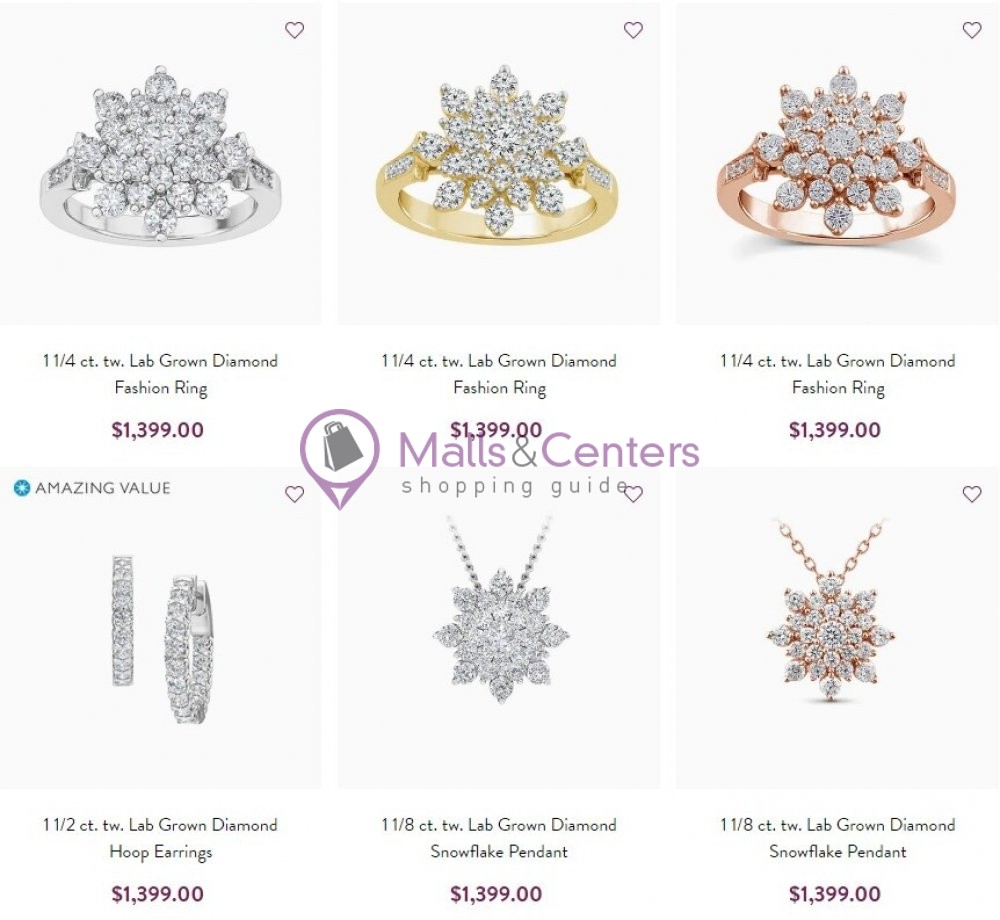 1 1/4 ct. tw. Lab Grown Diamond
Fashion Ring
$1,399.00
1 1/4 ct. tw. Lab Grown Diamond
Fashion Ring
$1,399.00
1 1/4 ct. tw. Lab Grown Diamond
Fashion Ring
$1,399.00
Malls&Centers
shopping guide
AMAZING VALUE
1 1/2 ct. tw. Lab Grown Diamond
Hoop Earrings
$1,399.00
1 1/8 ct. tw. Lab Grown Diamond
Snowflake Pendant
$1,399.00
1 1/8 ct. tw. Lab Grown Diamond
Snowflake Pendant
$1,399.00